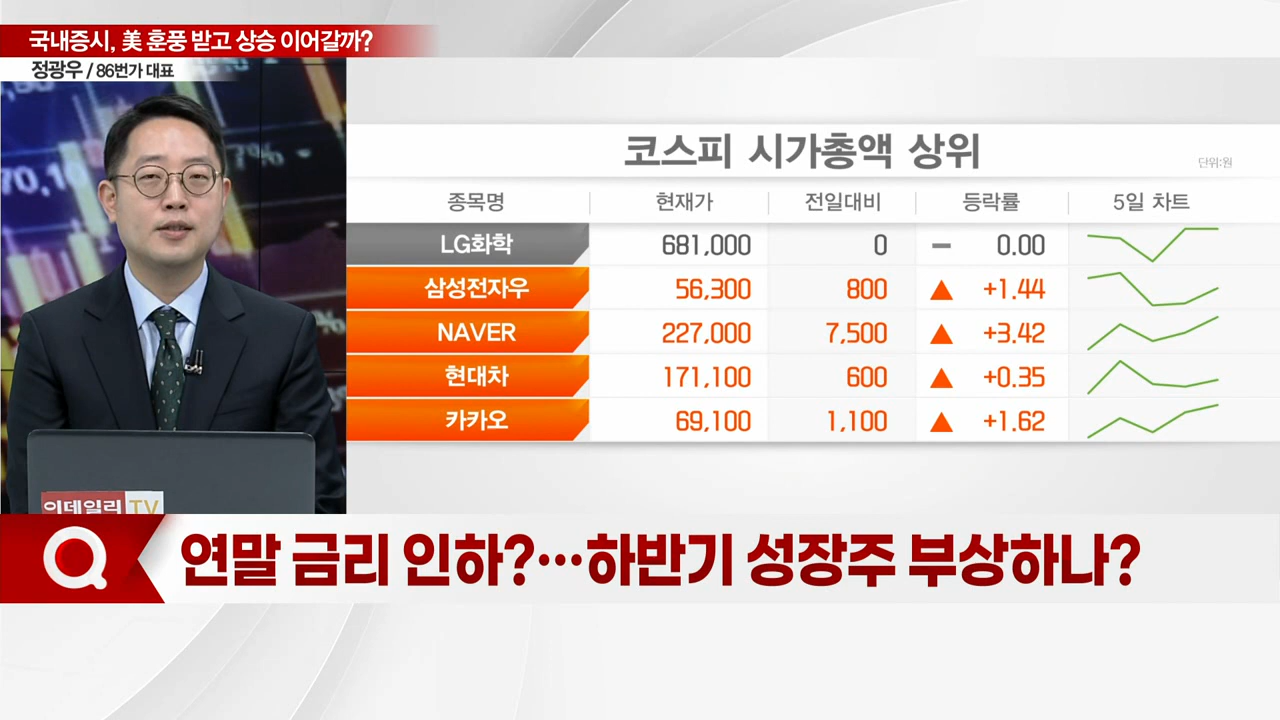 국내증시, 美 훈풍 받고 상승 이어갈까?
정광우 / 86번가 대표
70,1
7%
코스피 시가총액 상위
단위:원
종목명 현재가 전일대비 등락률 5일 차트
LG화학 681,000 0 − 0.00
삼성전자우 56,300 800 ▲ +1.44
NAVER 227,000 7,500 ▲ +3.42
현대차 171,100 600 ▲ +0.35
카카오 69,100 1,100 ▲ +1.62
이데일리 TV
Q 연말 금리 인하?…하반기 성장주 부상하나?